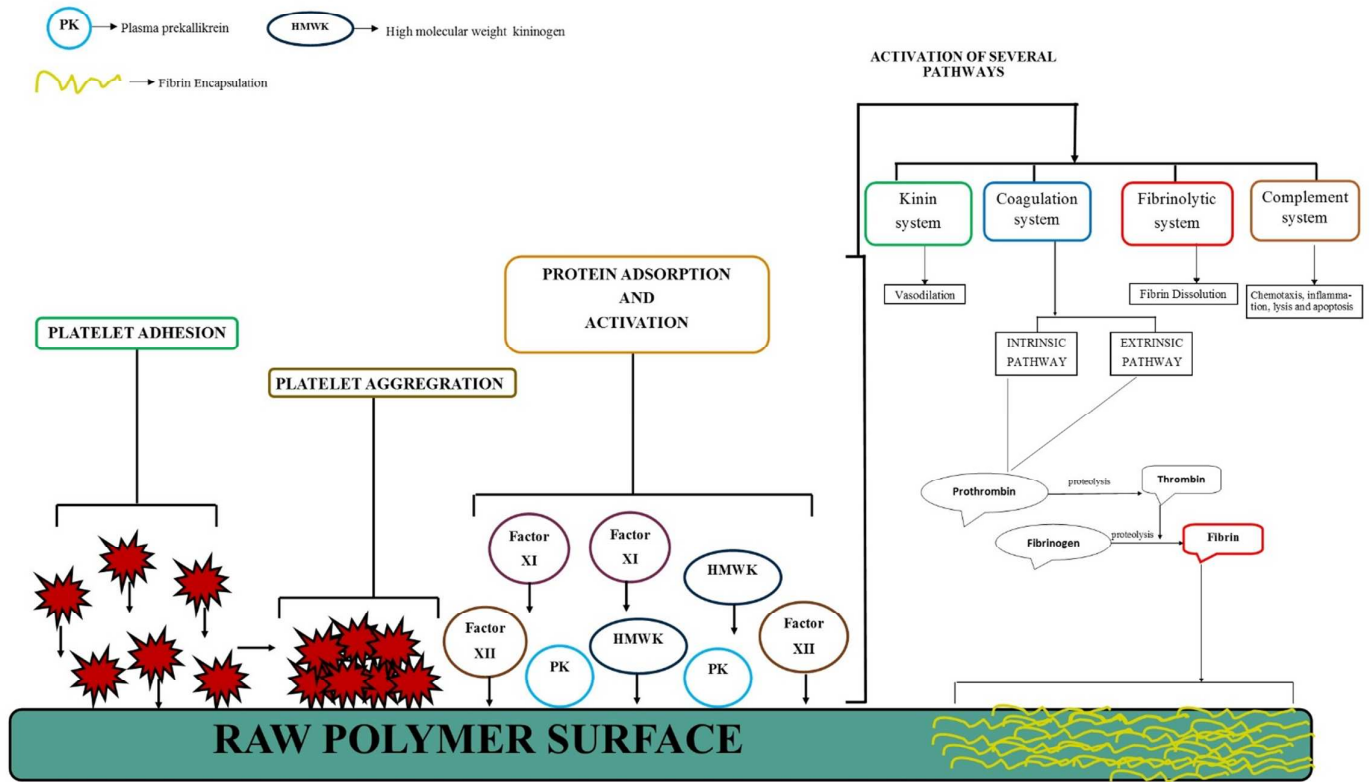 PK
Plasma prekallikrein
HMWK
High molecular weight kininogen
Fibrin Encapsulation
ACTIVATION OF SEVERAL
PATHWAYS
Kinin
system
Coagulation
system
Fibrinolytic
system
Complement
system
Vasodilation
Fibrin Dissolution
Chemotaxis, inflamma-
tion, lysis and apoptosis
INTRINSIC
PATHWAY
EXTRINSIC
PATHWAY
Prothrombin
proteolysis
Thrombin
Fibrinogen
proteolysis
Fibrin
PLATELET ADHESION
PLATELET AGGREGRATION
PROTEIN ADSORPTION
AND
ACTIVATION
Factor
XI
Factor
XI
HMWK
Factor
XII
PK
HMWK
PK
Factor
XII
RAW POLYMER SURFACE